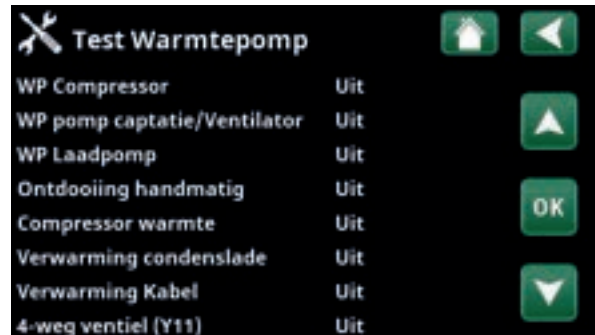 Test Warmtepomp
WP Compressor Uit
WP pomp captatie/Ventilator Uit
WP Laadpomp Uit
Ontdooiing handmatig Uit
OK
Compressor warmte Uit
Verwarming condenslade Uit
Verwarming Kabel Uit
4-weg ventiel (Y11) Uit